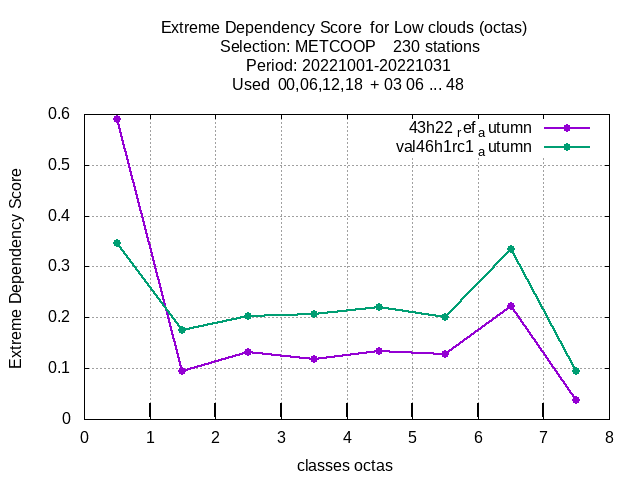 Extreme Dependency Score for Low clouds (octas)
Selection: METCOOP 230 stations
Period: 20221001-20221031
Used 00,06,12,18 + 03 06 ... 48
43h22 ref autumn
val46h1rc1 autumn
Extreme Dependency Score
0.6
0.5
0.4
0.3
0.2
0.1
0
0 1 2 3 4 5 6 7 8
classes octas